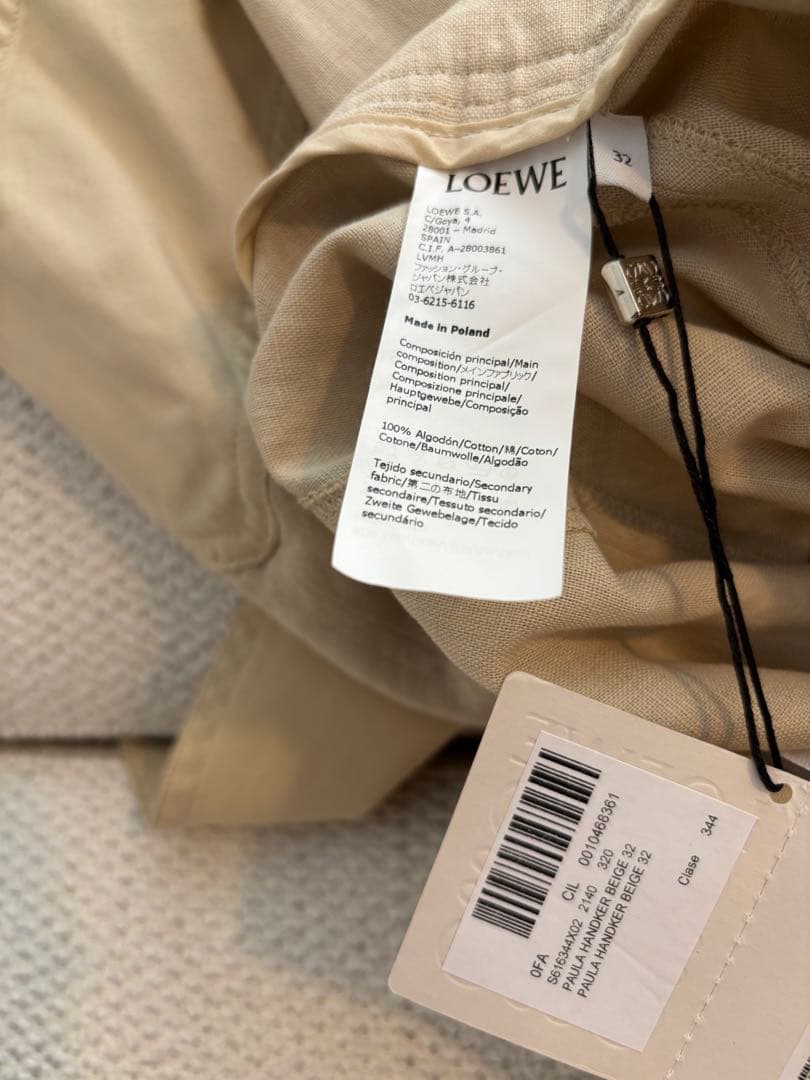 LOEWE
32
LOEWE S.A.
C/Goya, 4
28001 - Madrid
SPAIN
C.I.F. A-28003861
LVMH
ファッション・グループ・
ジャパン株式会社
ロエベジャパン
03-6215-6116
Made in Poland
Composición principal/Main
composition/メインファブリック/
Composition principal/
Composizione principale/
Hauptgewebe/Composição
principal
100% Algodón/Cotton/綿/Coton/
Cotone/Baumwolle/Algodão
Tejido secundario/Secondary
fabric/第二の布地/Tissu
secondaire/Tessuto secondario/
Zweite Gewebelage/Tecido
secundário
0FA CIL 0010468361
S616344X02 2140 320
PAULA HANDKER BEIGE 32
PAULA HANDKER BEIGE 32
Clase 344